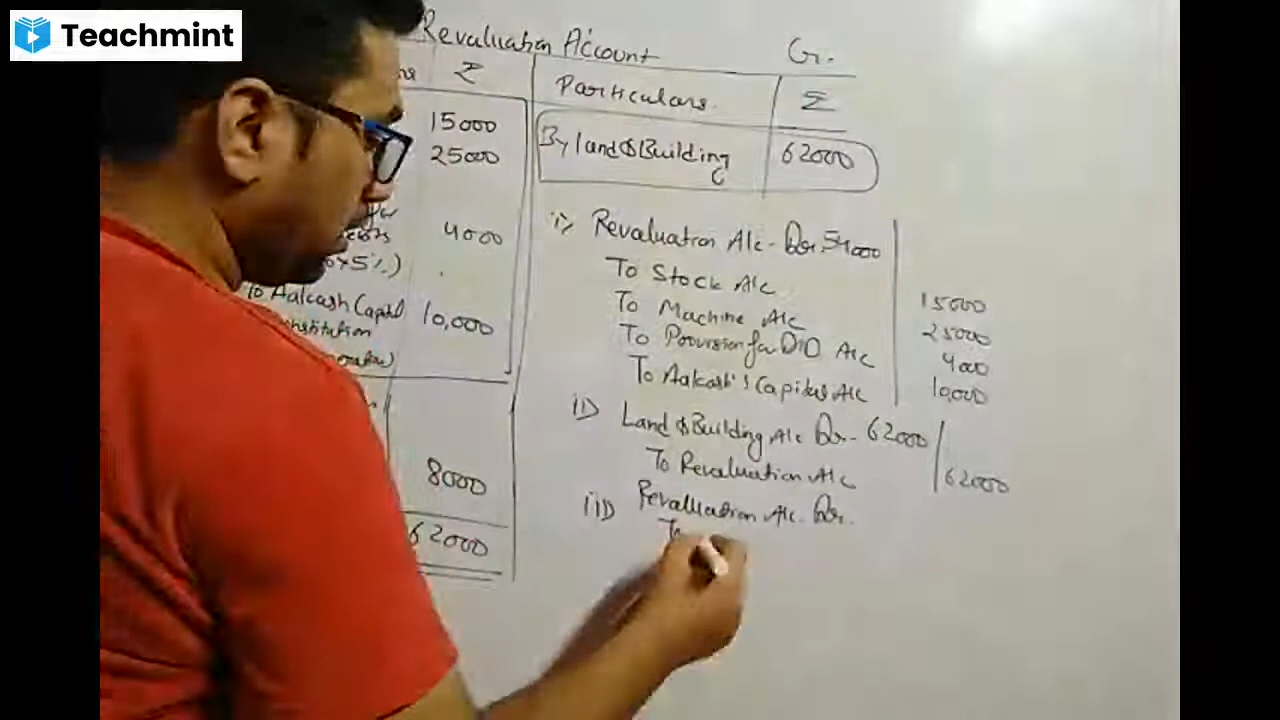 Teachmint
Revaluation Account
Cr.
₹
Particulars.
₹
15000
25000
By land & Building
62000
4000
x5%)
To Aakash Capital
10,000
8000
62000
i) Revaluation A/c - Dr. 54000
To Stock A/c
15000
To Machine A/c
25000
To Provision for D/D A/c
4000
To Aakash's Capital A/c
10,000
ii) Land & Building A/c Dr - 62000
To Revaluation A/c
62000
iii) Revaluation A/c - Dr.
To